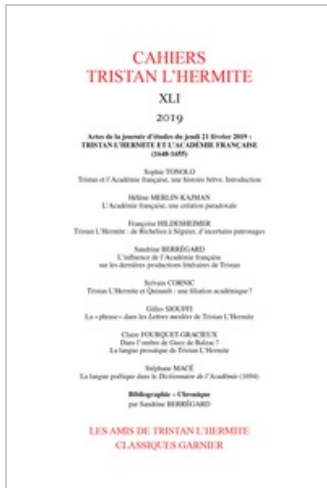 CAHIERS
TRISTAN L'HERMITE
XLI
2019
Actes de la journée d'études du jeudi 21 février 2019 :
TRISTAN L'HERMITE ET L'ACADÉMIE FRANÇAISE
(1648-1655)
Sophie TONOLO
Tristan et l'Académie française, une histoire brève. Introduction
Hélène MERLIN-KAJMAN
L'Académie française, une création paradoxale
Françoise HILDESHEIMER
Tristan L'Hermite : de Richelieu à Séguier, d'incertains patronages
Sandrine BERRÉGARD
L'influence de l'Académie française
sur les dernières productions littéraires de Tristan
Sylvain CORNIC
Tristan L'Hermite et Quinault : une filiation académique ?
Gilles SIOUFFI
La « phrase » dans les Lettres meslées de Tristan L'Hermite
Claire FOURQUET-GRACIEUX
Dans l'ombre de Guez de Balzac ?
La langue prosaïque de Tristan L'Hermite
Stéphane MACÉ
La langue poétique dans le Dictionnaire de l'Académie (1694)
Bibliographie – Chronique
par Sandrine BERRÉGARD
LES AMIS DE TRISTAN L'HERMITE
CLASSIQUES GARNIER